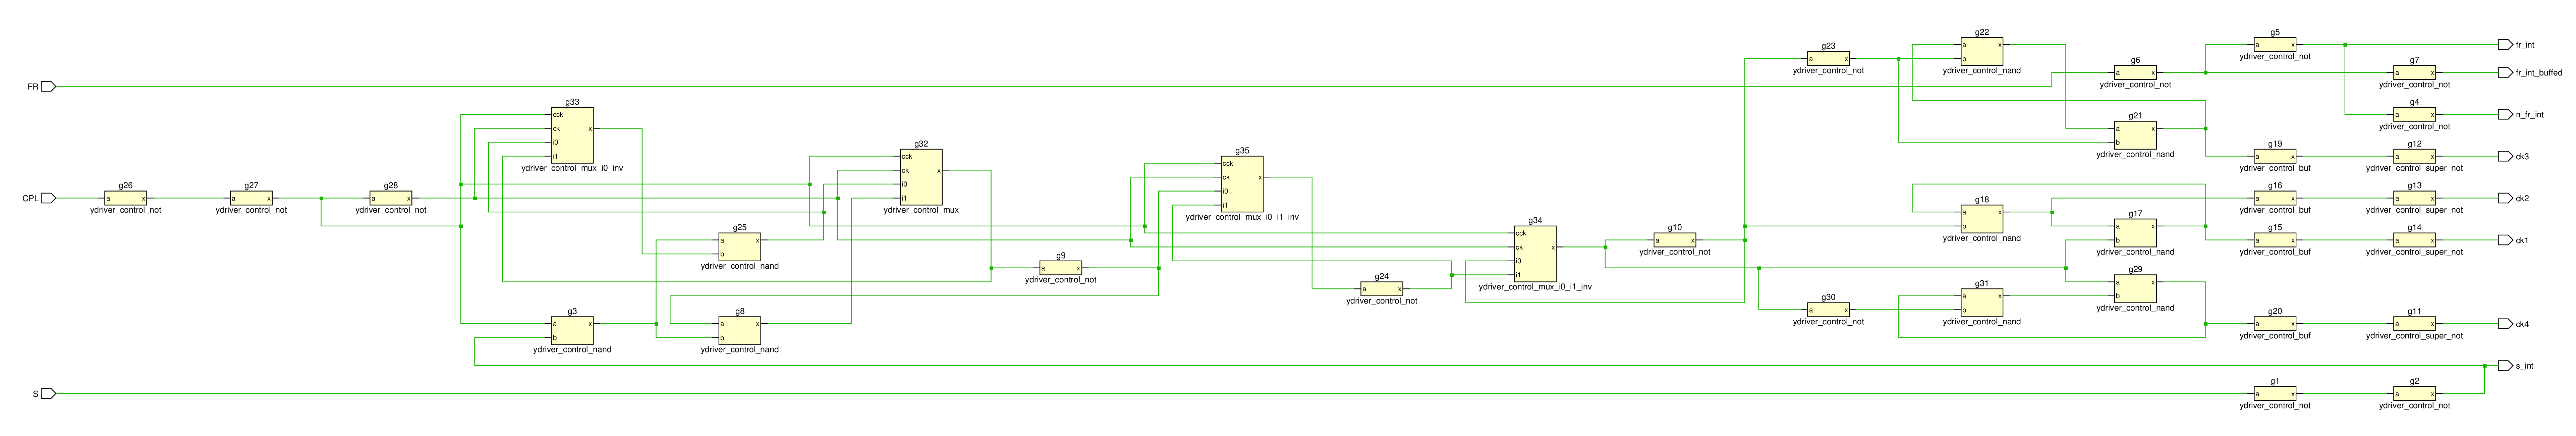 FR
CPL
S
g26
a x
ydriver_control_not
g27
a x
ydriver_control_not
g28
a x
ydriver_control_not
g33
cck
ck x
i0
i1
ydriver_control_mux_i0_inv
g3
a x
b
ydriver_control_nand
g25
a x
b
ydriver_control_nand
g8
a x
b
ydriver_control_nand
g32
cck
ck x
i0
i1
ydriver_control_mux
g9
a x
ydriver_control_not
g35
cck
ck x
i0
i1
ydriver_control_mux_i0_i1_inv
g24
a x
ydriver_control_not
g34
cck
ck x
i0
i1
ydriver_control_mux_i0_i1_inv
g10
a x
ydriver_control_not
g23
a x
ydriver_control_not
g30
a x
ydriver_control_not
g22
a x
b
ydriver_control_nand
g18
a x
b
ydriver_control_nand
g31
a x
b
ydriver_control_nand
g6
a x
ydriver_control_not
g21
a x
b
ydriver_control_nand
g17
a x
b
ydriver_control_nand
g29
a x
b
ydriver_control_nand
g5
a x
ydriver_control_not
g19
a x
ydriver_control_buf
g16
a x
ydriver_control_buf
g15
a x
ydriver_control_buf
g20
a x
ydriver_control_buf
g1
a x
ydriver_control_not
g7
a x
ydriver_control_not
g4
a x
ydriver_control_not
g12
a x
ydriver_control_super_not
g13
a x
ydriver_control_super_not
g14
a x
ydriver_control_super_not
g11
a x
ydriver_control_super_not
g2
a x
ydriver_control_not
fr_int
fr_int_buffed
n_fr_int
ck3
ck2
ck1
ck4
s_int